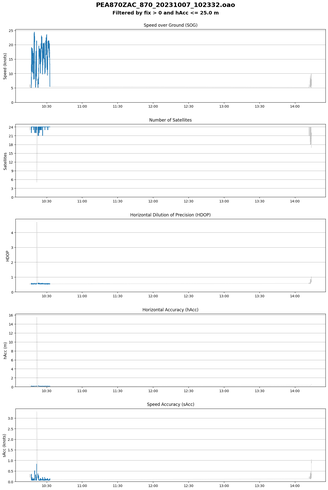 PEA870ZAC_870_20231007_102332.oao
Filtered by fix > 0 and hAcc <= 25.0 m
Speed over Ground (SOG)
Speed (knots)
25
20
15
10
5
0
10:30 11:00 11:30 12:00 12:30 13:00 13:30 14:00
Number of Satellites
Satellites
24
21
18
15
12
9
6
3
0
10:30 11:00 11:30 12:00 12:30 13:00 13:30 14:00
Horizontal Dilution of Precision (HDOP)
HDOP
4
3
2
1
0
10:30 11:00 11:30 12:00 12:30 13:00 13:30 14:00
Horizontal Accuracy (hAcc)
hAcc (m)
16
14
12
10
8
6
4
2
0
10:30 11:00 11:30 12:00 12:30 13:00 13:30 14:00
Speed Accuracy (sAcc)
sAcc (knots)
3.0
2.5
2.0
1.5
1.0
0.5
0.0
10:30 11:00 11:30 12:00 12:30 13:00 13:30 14:00